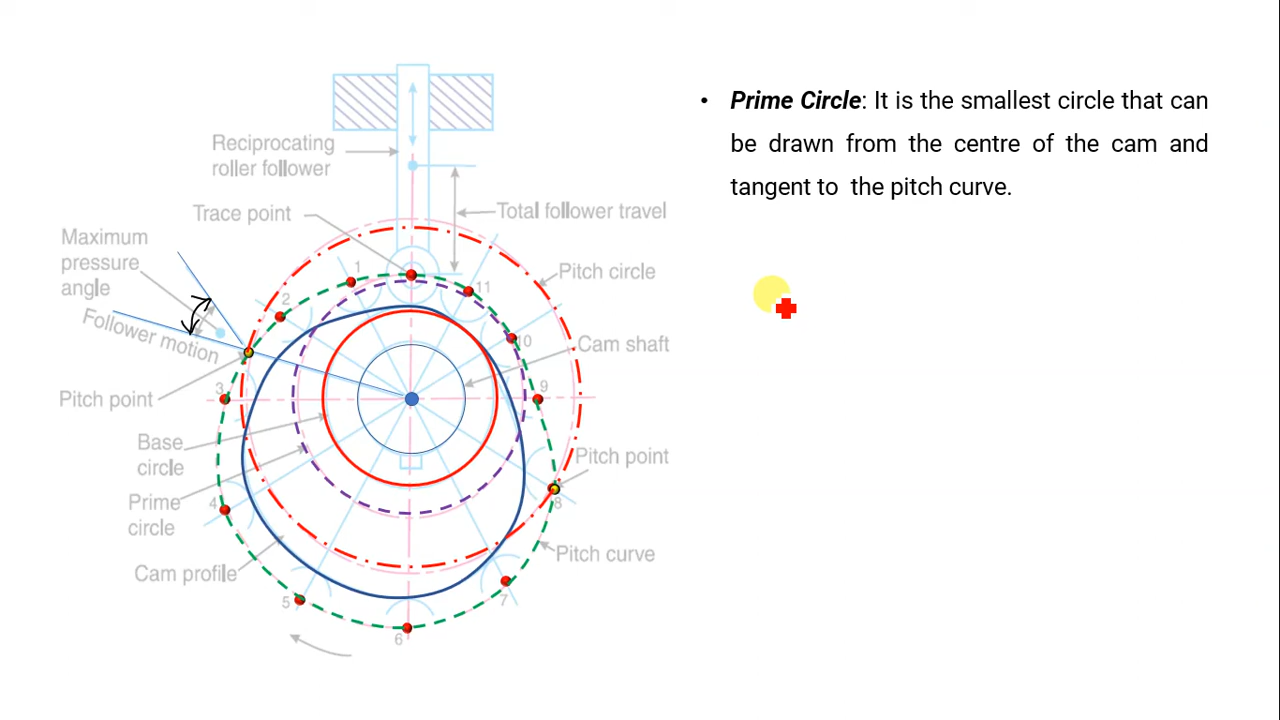 • Prime Circle: It is the smallest circle that can
be drawn from the centre of the cam and
tangent to the pitch curve.
Reciprocating
roller follower
Trace point
Total follower travel
Maximum
pressure
angle
Follower motion
Pitch circle
Cam shaft
Pitch point
Pitch point
Base
circle
Prime
circle
Cam profile
Pitch curve
1
2
3
4
5
6
7
8
9
10
11